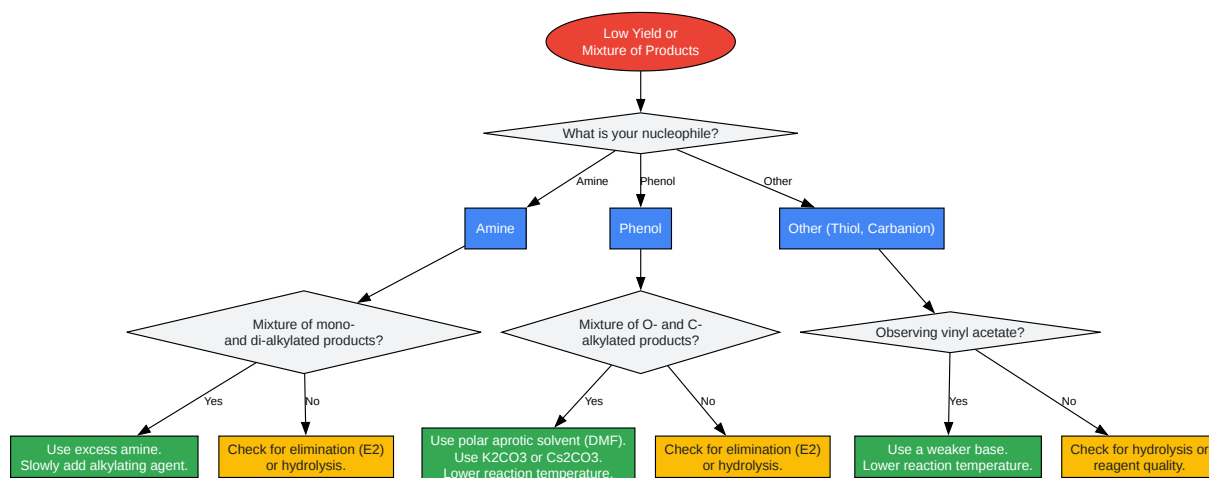 Low Yield or
Mixture of Products
What is your nucleophile?
Amine
Phenol
Other
Amine
Phenol
Other (Thiol, Carbanion)
Mixture of mono-
and di-alkylated products?
Mixture of O- and C-
alkylated products?
Observing vinyl acetate?
Yes
No
Yes
No
Yes
No
Use excess amine.
Slowly add alkylating agent.
Check for elimination (E2)
or hydrolysis.
Use polar aprotic solvent (DMF).
Use K2CO3 or Cs2CO3.
Lower reaction temperature.
Check for elimination (E2)
or hydrolysis.
Use a weaker base.
Lower reaction temperature.
Check for hydrolysis or
reagent quality.